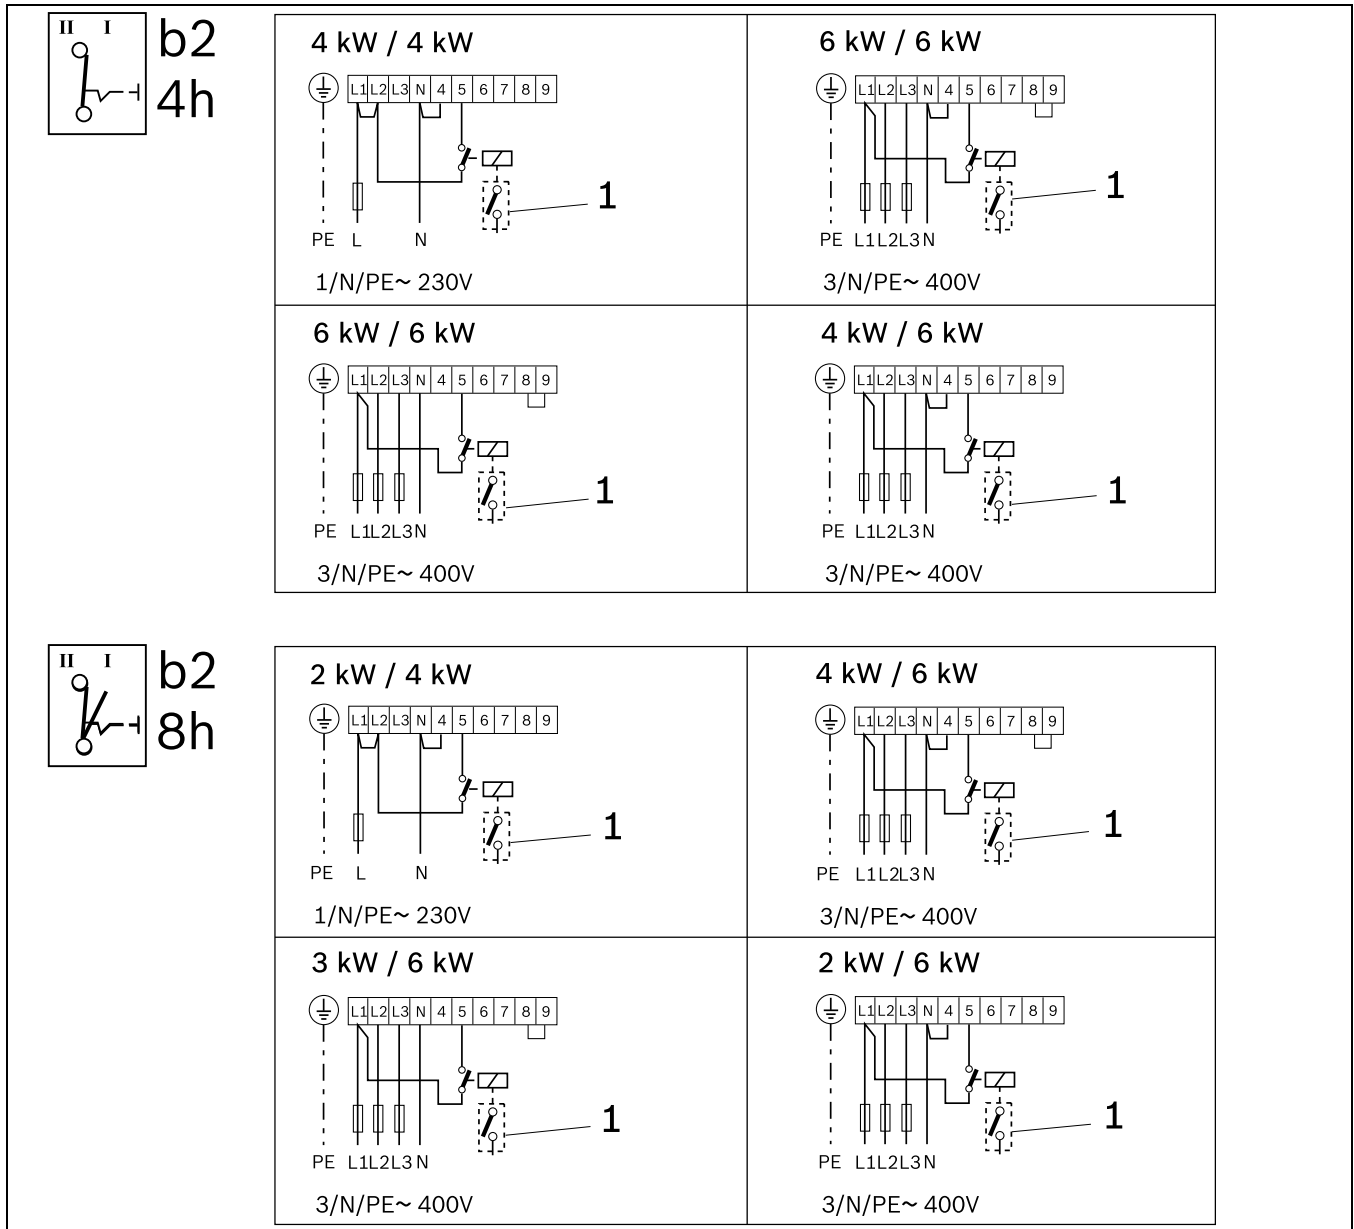 II I
b2
4h
4 kW / 4 kW
L1 L2 L3 N 4 5 6 7 8 9
1
PE L N
1/N/PE~ 230V
6 kW / 6 kW
L1 L2 L3 N 4 5 6 7 8 9
1
PE L1 L2 L3 N
3/N/PE~ 400V
6 kW / 6 kW
L1 L2 L3 N 4 5 6 7 8 9
1
PE L1 L2 L3 N
3/N/PE~ 400V
4 kW / 6 kW
L1 L2 L3 N 4 5 6 7 8 9
1
PE L1 L2 L3 N
3/N/PE~ 400V
II I
b2
8h
2 kW / 4 kW
L1 L2 L3 N 4 5 6 7 8 9
1
PE L N
1/N/PE~ 230V
4 kW / 6 kW
L1 L2 L3 N 4 5 6 7 8 9
1
PE L1 L2 L3 N
3/N/PE~ 400V
3 kW / 6 kW
L1 L2 L3 N 4 5 6 7 8 9
1
PE L1 L2 L3 N
3/N/PE~ 400V
2 kW / 6 kW
L1 L2 L3 N 4 5 6 7 8 9
1
PE L1 L2 L3 N
3/N/PE~ 400V